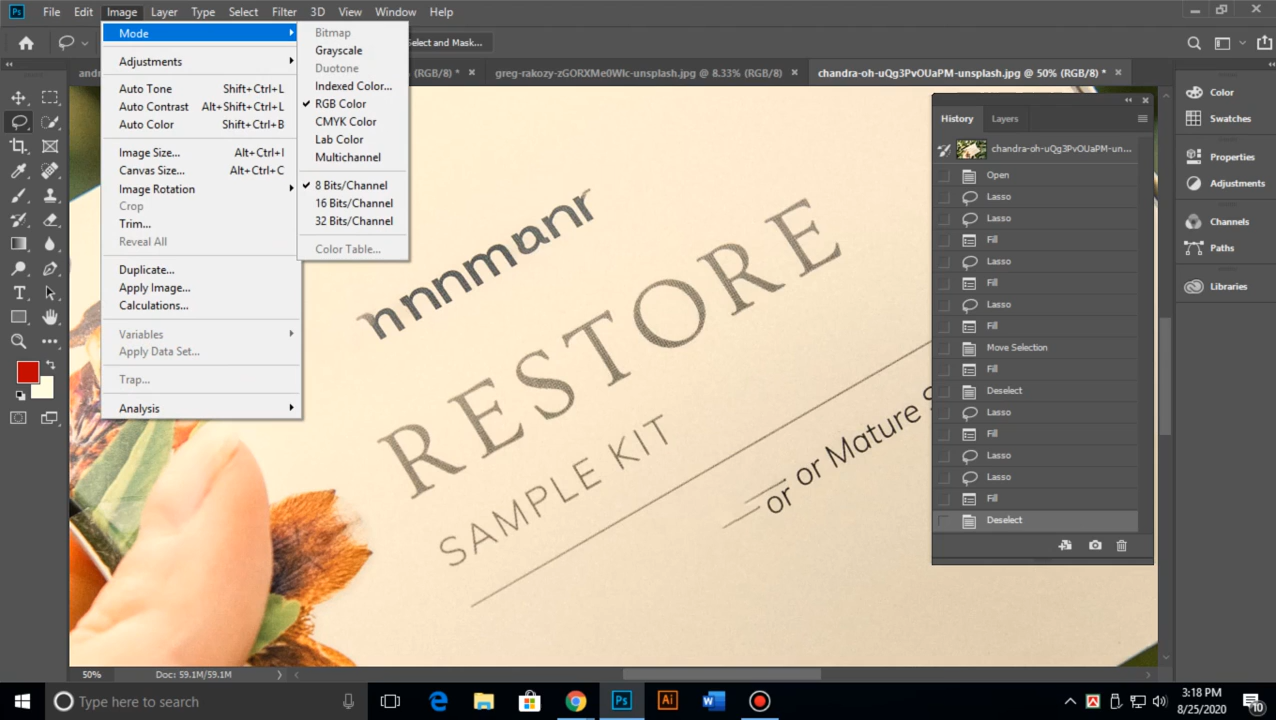 Ps File Edit Image Layer Type Select Filter 3D View Window Help
Mode
Adjustments
Auto Tone Shift+Ctrl+L
Auto Contrast Alt+Shift+Ctrl+L
Auto Color Shift+Ctrl+B
Image Size... Alt+Ctrl+I
Canvas Size... Alt+Ctrl+C
Image Rotation
Crop
Trim...
Reveal All
Duplicate...
Apply Image...
Calculations...
Variables
Apply Data Set...
Trap...
Analysis
Bitmap
Grayscale
Duotone
Indexed Color...
RGB Color
CMYK Color
Lab Color
Multichannel
8 Bits/Channel
16 Bits/Channel
32 Bits/Channel
Color Table...
Select and Mask...
(RGB/8) *
greg-rakozy-zGORXMe0WIc-unsplash.jpg @ 8.33% (RGB/8)
chandra-oh-uQg3PvOUaPM-unsplash.jpg @ 50% (RGB/8) *
RESTORE
SAMPLE KIT
or or Mature
History Layers
chandra-oh-uQg3PvOUaPM-un...
Open
Lasso
Lasso
Fill
Lasso
Fill
Lasso
Fill
Move Selection
Fill
Deselect
Lasso
Fill
Lasso
Lasso
Fill
Deselect
Color
Swatches
Properties
Adjustments
Channels
Paths
Libraries
50% Doc: 59.1M/59.1M
Type here to search
Ps Ai W
3:18 PM
8/25/2020
10